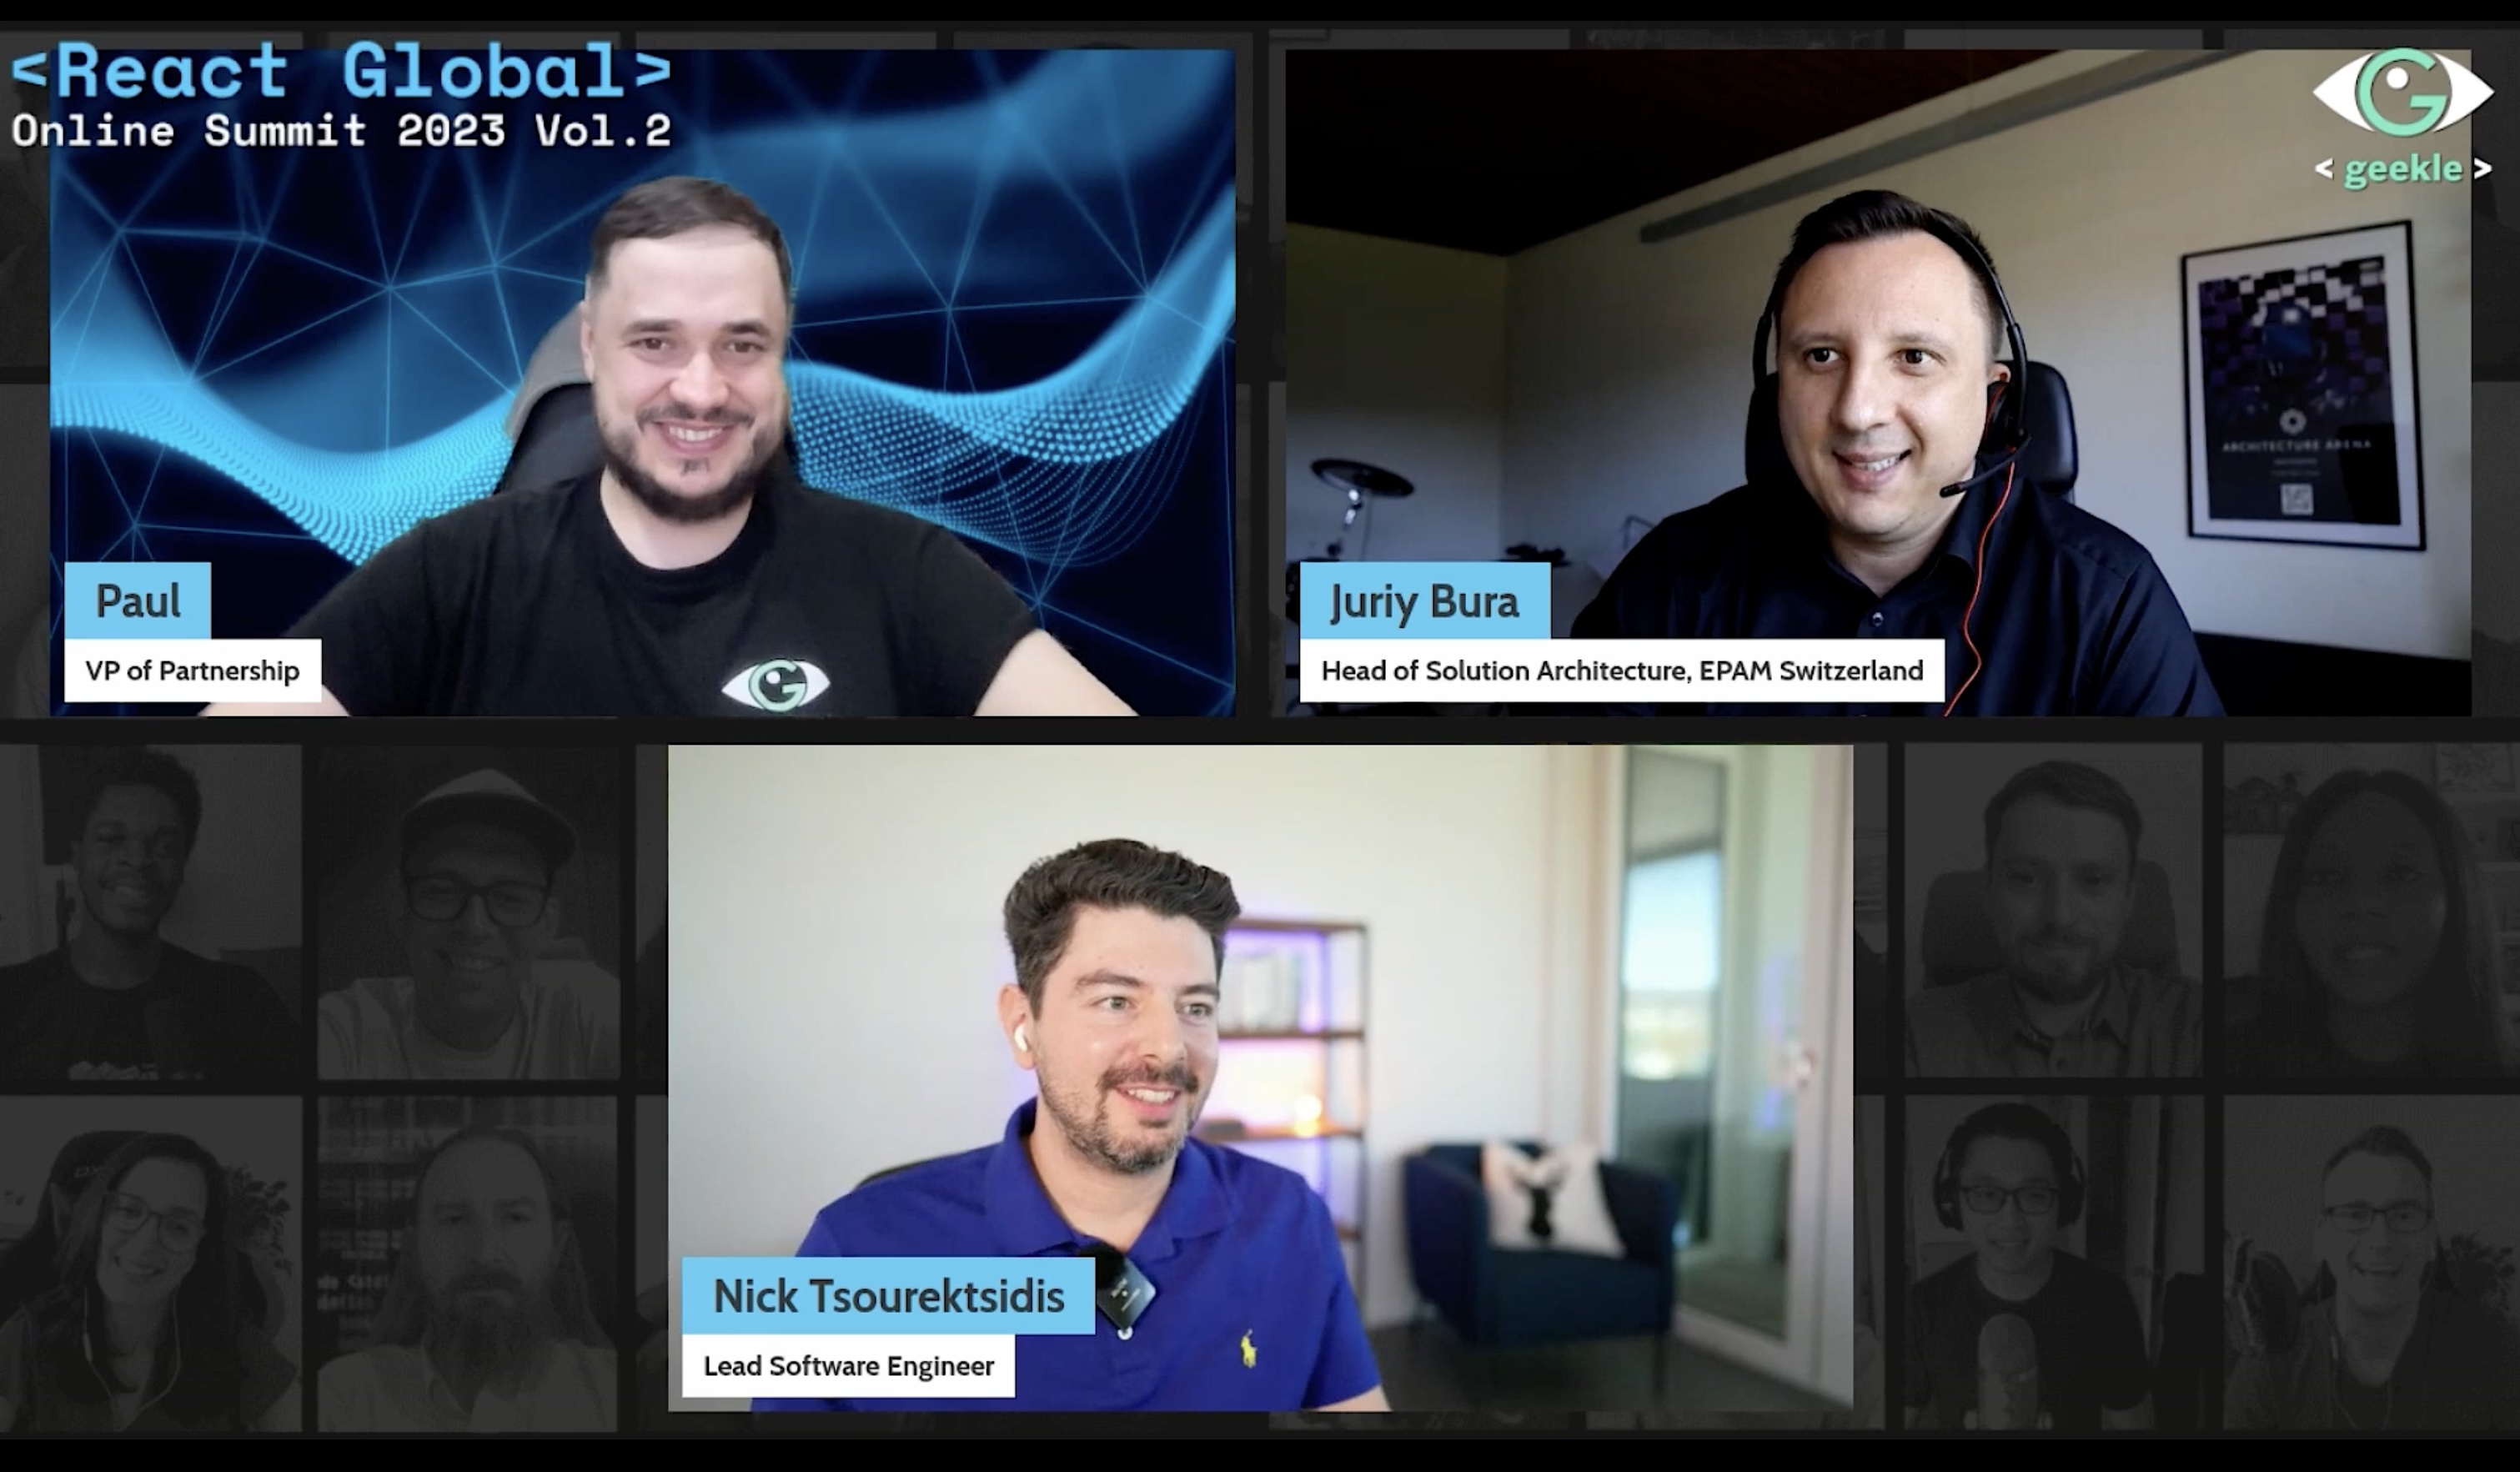 <React Global>
Online Summit 2023 Vol.2
G
< geekle >
ARCHITECTURE ARENA
Paul
VP of Partnership
G
Juriy Bura
Head of Solution Architecture, EPAM Switzerland
Nick Tsourektsidis
Lead Software Engineer